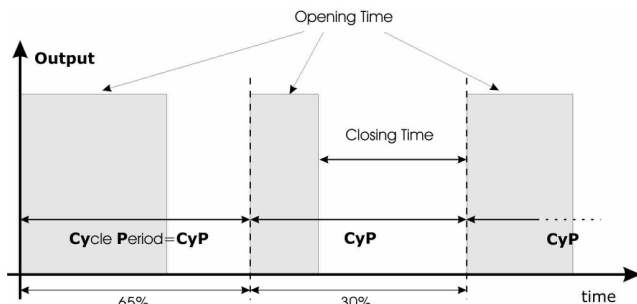 Opening Time
Output
Closing Time
Cycle Period=CyP
CyP
CyP
65%
30%
time